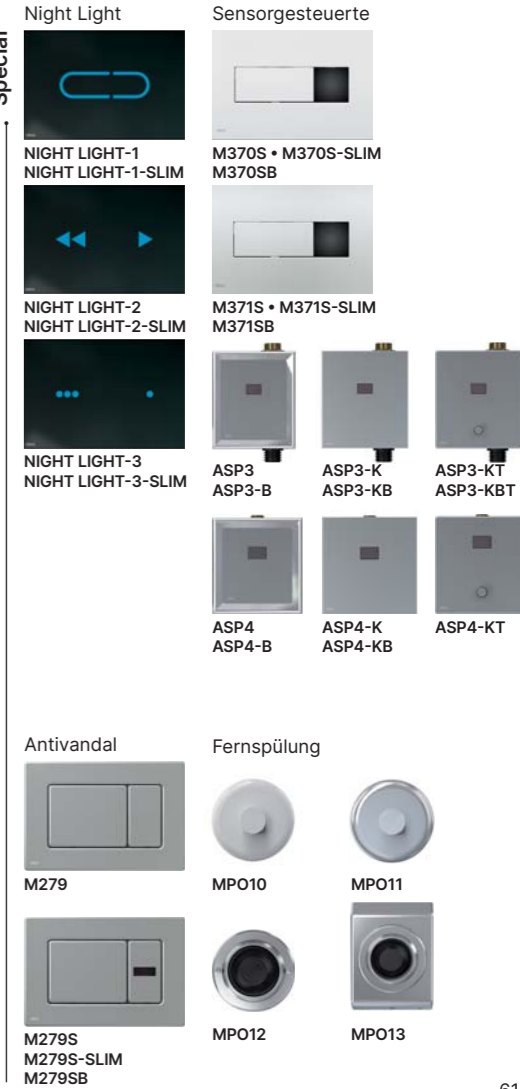 Special
Night Light
NIGHT LIGHT-1
NIGHT LIGHT-1-SLIM
NIGHT LIGHT-2
NIGHT LIGHT-2-SLIM
NIGHT LIGHT-3
NIGHT LIGHT-3-SLIM
Sensorgesteuerte
M370S • M370S-SLIM
M370SB
M371S • M371S-SLIM
M371SB
ASP3
ASP3-B
ASP3-K
ASP3-KB
ASP3-KT
ASP3-KBT
ASP4
ASP4-B
ASP4-K
ASP4-KB
ASP4-KT
Antivandal
M279
M279S
M279S-SLIM
M279SB
Fernspülung
MPO10
MPO11
MPO12
MPO13
61